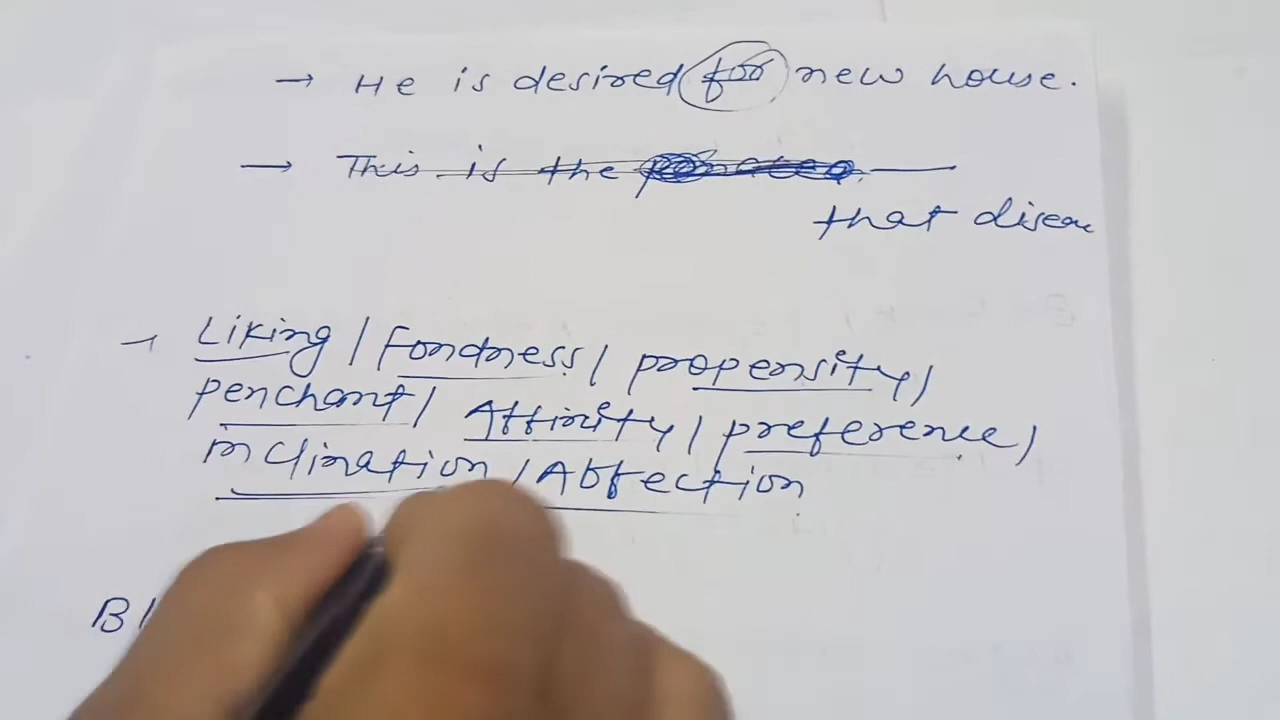 → He is desired for new house.
→ This is the
that disea
→ Liking / Fondness / propensity /
penchant / Affinity / preference /
inclination / Affection
B